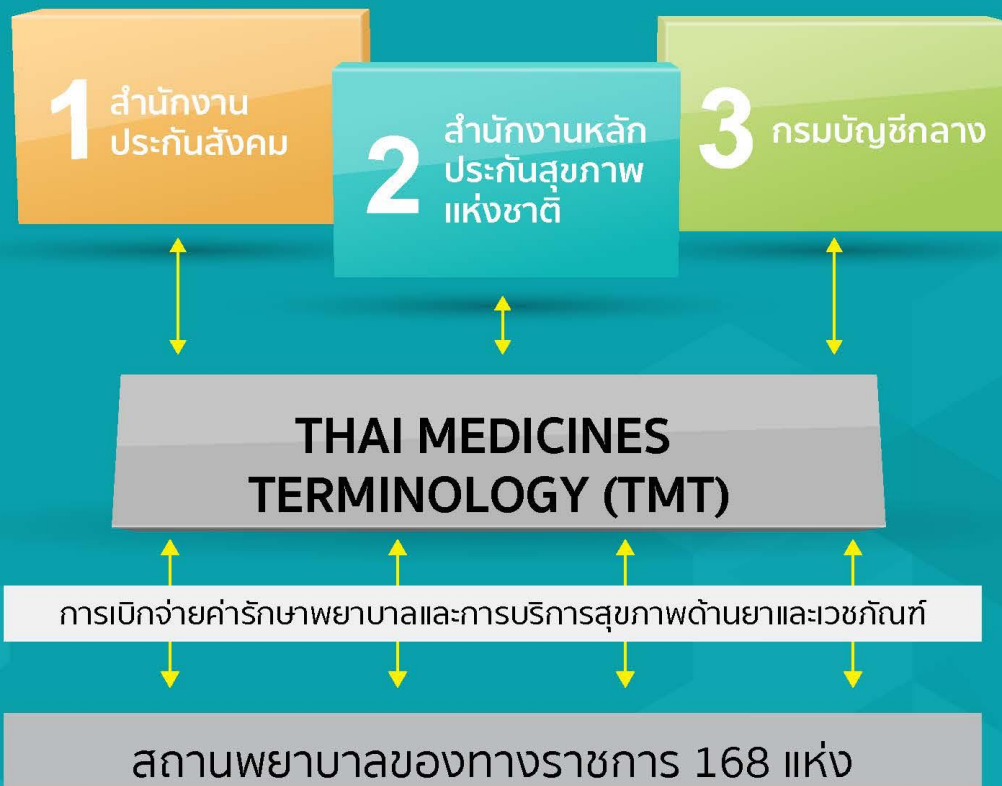 1 สำนักงาน
ประกันสังคม
2 สำนักงานหลัก
ประกันสุขภาพ
แห่งชาติ
3 กรมบัญชีกลาง
THAI MEDICINES
TERMINOLOGY (TMT)
การเบิกจ่ายค่ารักษาพยาบาลและการบริการสุขภาพด้านยาและเวชภัณฑ์
สถานพยาบาลของทางราชการ 168 แห่ง